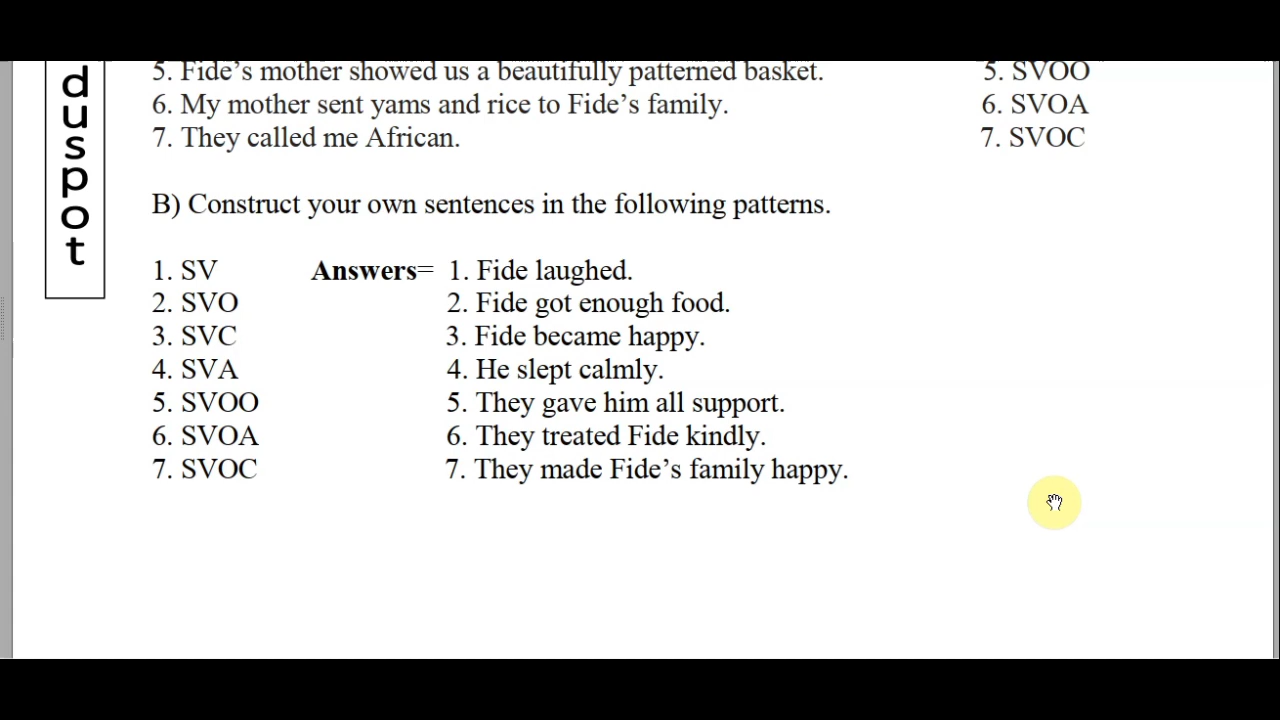 d
u
s
p
o
t
5. Fide’s mother showed us a beautifully patterned basket. 5. SVOO
6. My mother sent yams and rice to Fide’s family. 6. SVOA
7. They called me African. 7. SVOC
B) Construct your own sentences in the following patterns.
1. SV Answers= 1. Fide laughed.
2. SVO 2. Fide got enough food.
3. SVC 3. Fide became happy.
4. SVA 4. He slept calmly.
5. SVOO 5. They gave him all support.
6. SVOA 6. They treated Fide kindly.
7. SVOC 7. They made Fide’s family happy.